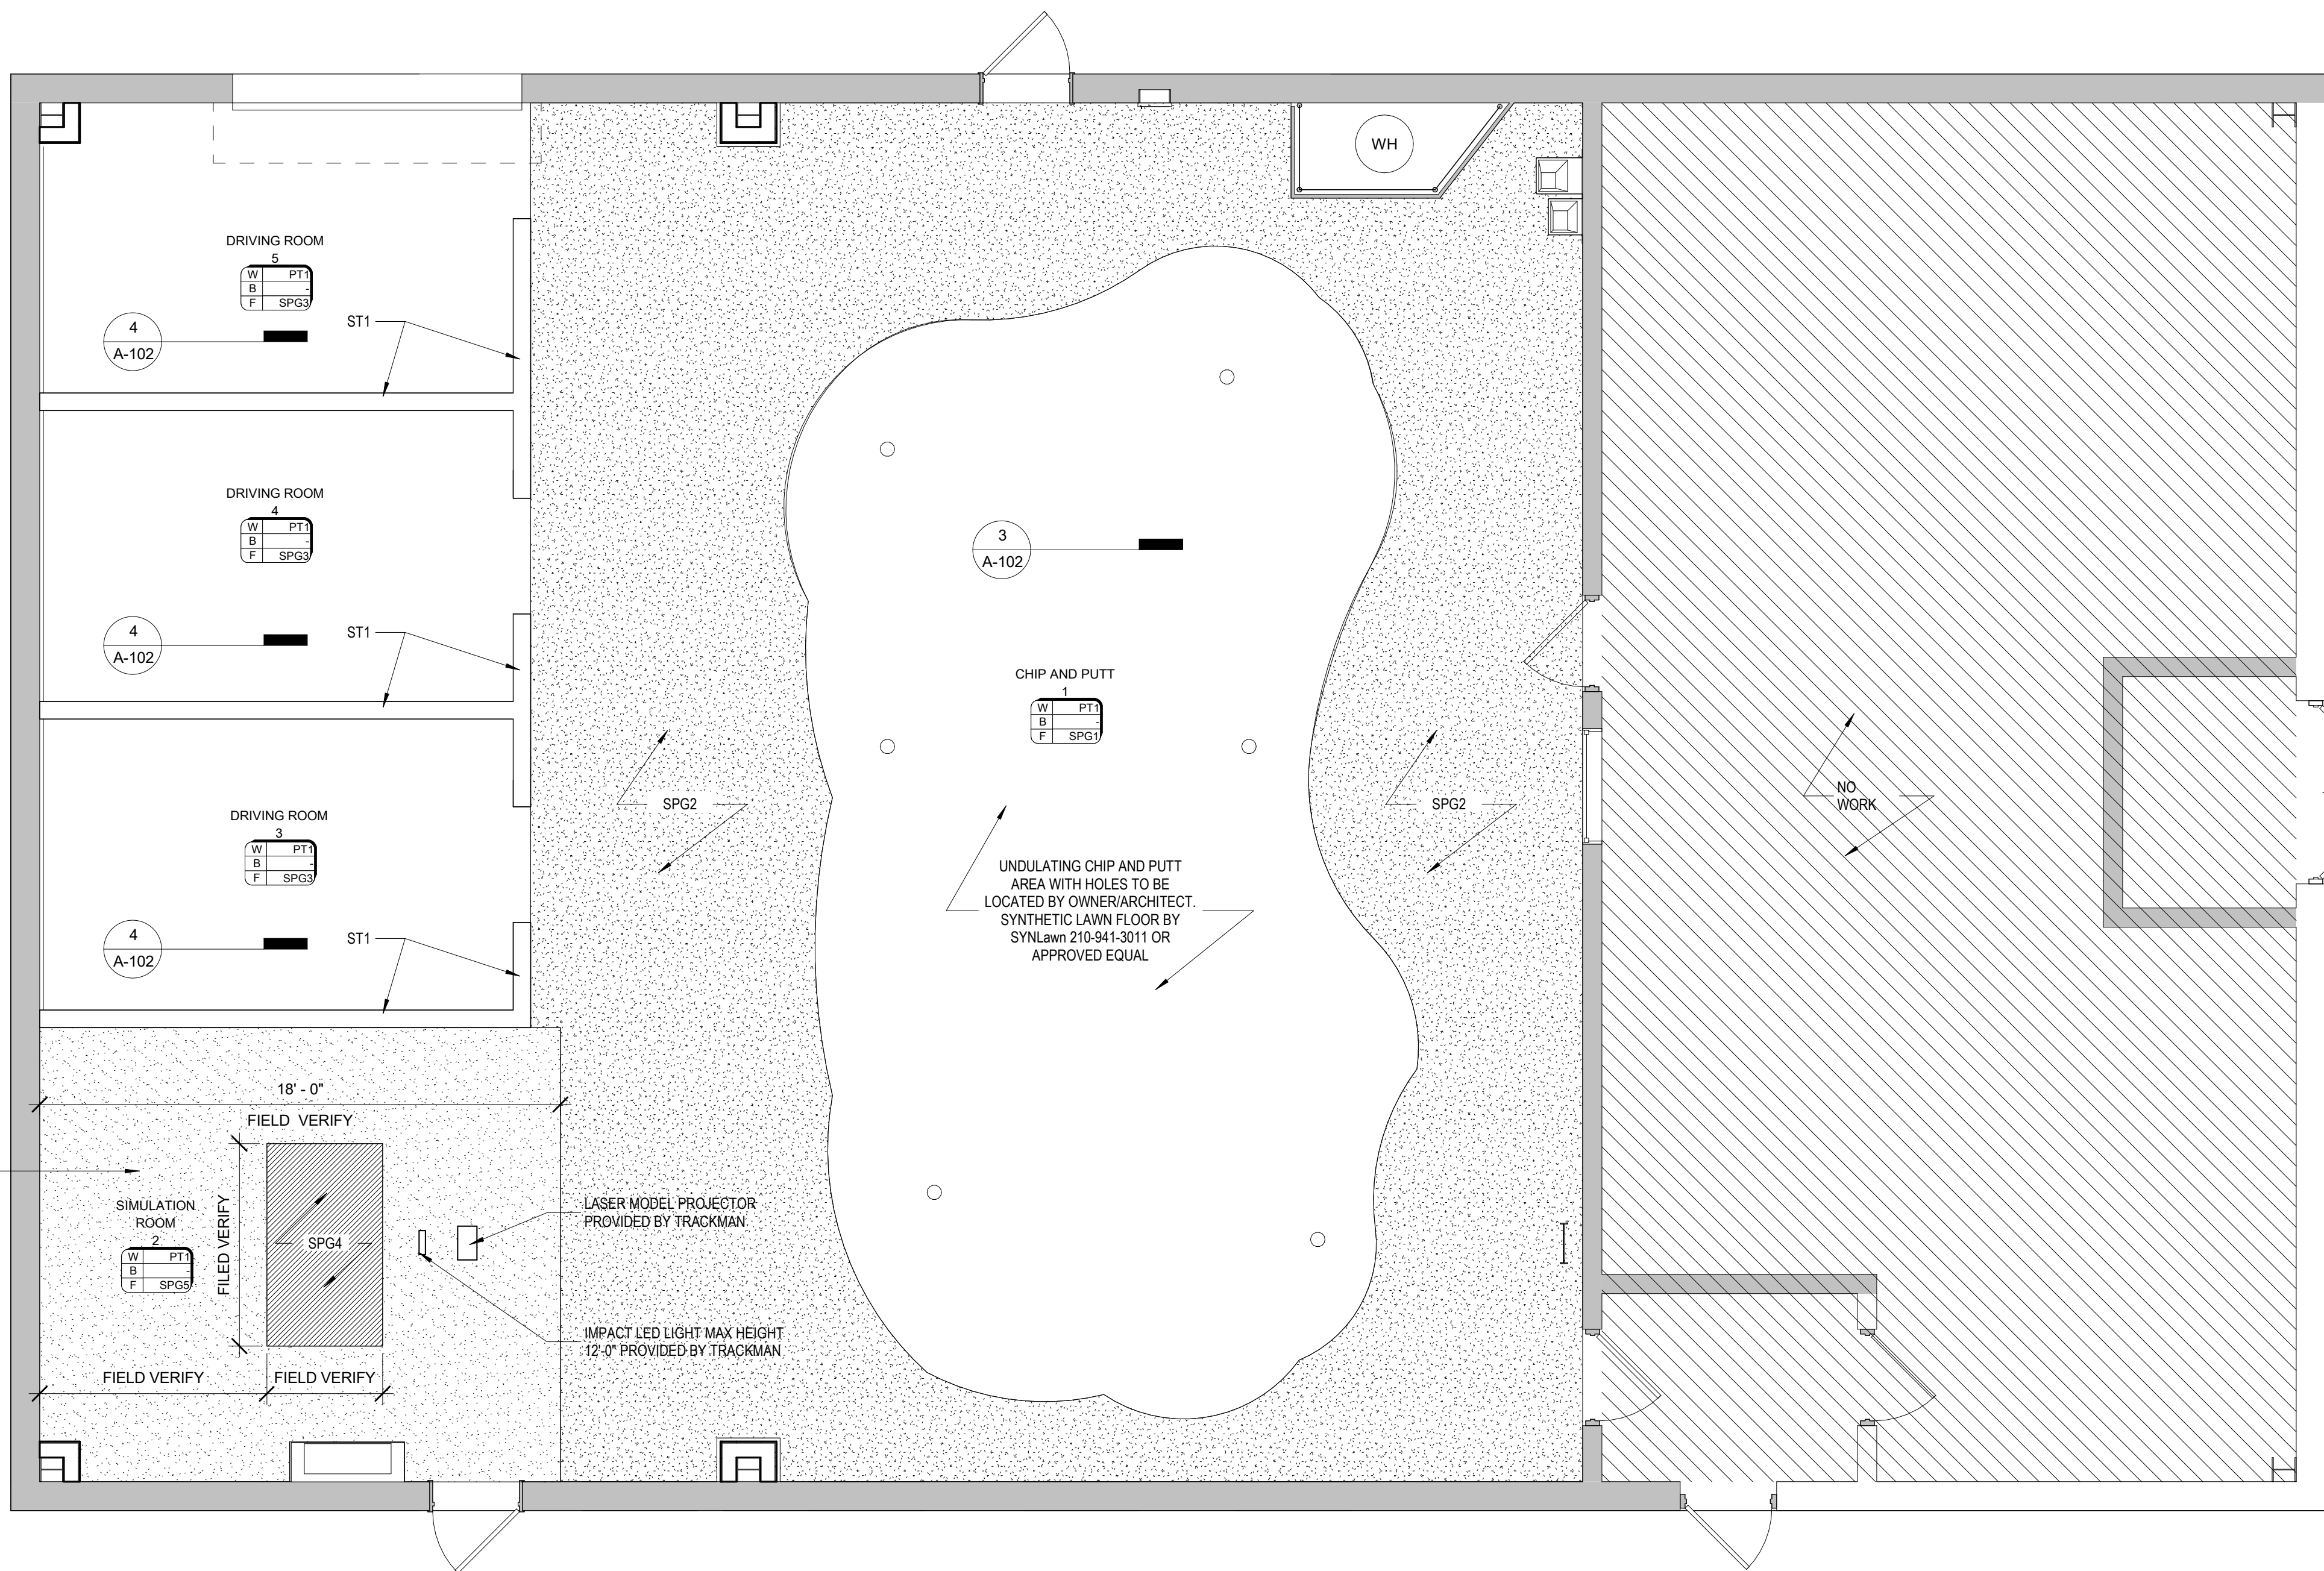 WH
DRIVING ROOM
5
W PT1
B -
F SPG3
4
A-102
ST1
DRIVING ROOM
4
W PT1
B -
F SPG3
4
A-102
ST1
DRIVING ROOM
3
W PT1
B -
F SPG3
4
A-102
ST1
3
A-102
CHIP AND PUTT
1
W PT1
B -
F SPG1
SPG2
SPG2
NO
WORK
UNDULATING CHIP AND PUTT
AREA WITH HOLES TO BE
LOCATED BY OWNER/ARCHITECT.
SYNTHETIC LAWN FLOOR BY
SYNLawn 210-941-3011 OR
APPROVED EQUAL
18' - 0"
FIELD VERIFY
FILED VERIFY
SIMULATION
ROOM
2
W PT1
B -
F SPG5
SPG4
LASER MODEL PROJECTOR
PROVIDED BY TRACKMAN
IMPACT LED LIGHT MAX HEIGHT
12'-0" PROVIDED BY TRACKMAN
FIELD VERIFY
FIELD VERIFY